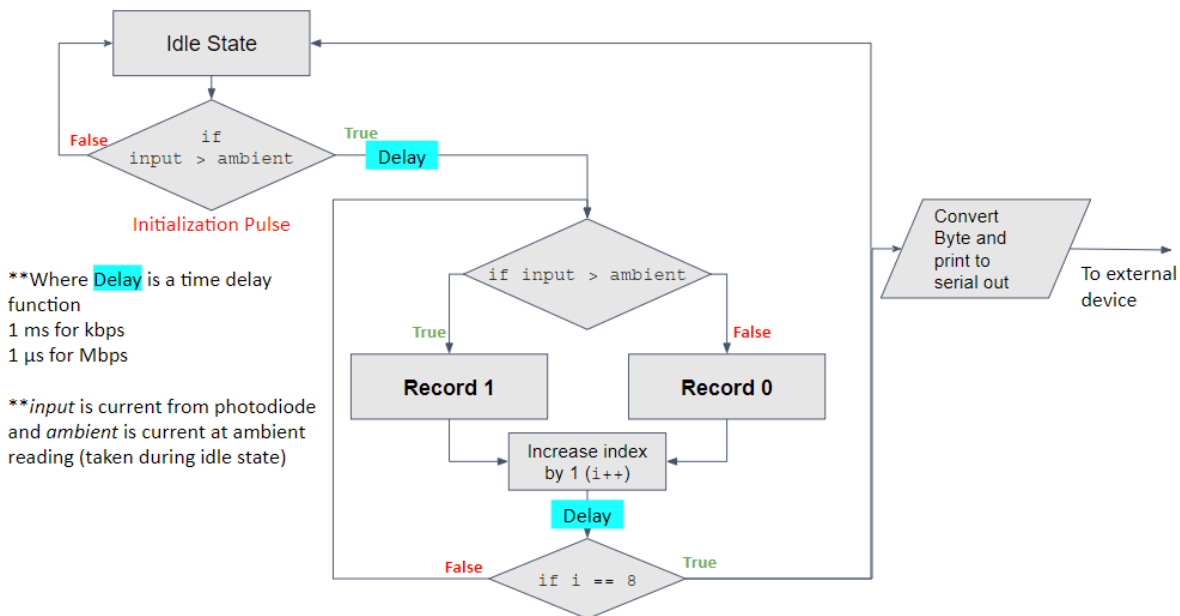 Idle State
False
if
input > ambient
True
Delay
Initialization Pulse
**Where Delay is a time delay
function
1 ms for kbps
1 µs for Mbps
**input is current from photodiode
and ambient is current at ambient
reading (taken during idle state)
if input > ambient
True
False
Record 1
Record 0
Increase index
by 1 (i++)
Delay
False
if i == 8
True
Convert
Byte and
print to
serial out
To external
device